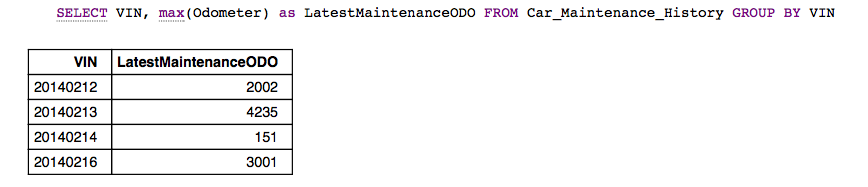 SELECT VIN, max(Odometer) as LatestMaintenanceODO FROM Car_Maintenance_History GROUP BY VIN
VIN LatestMaintenanceODO
20140212 2002
20140213 4235
20140214 151
20140216 3001